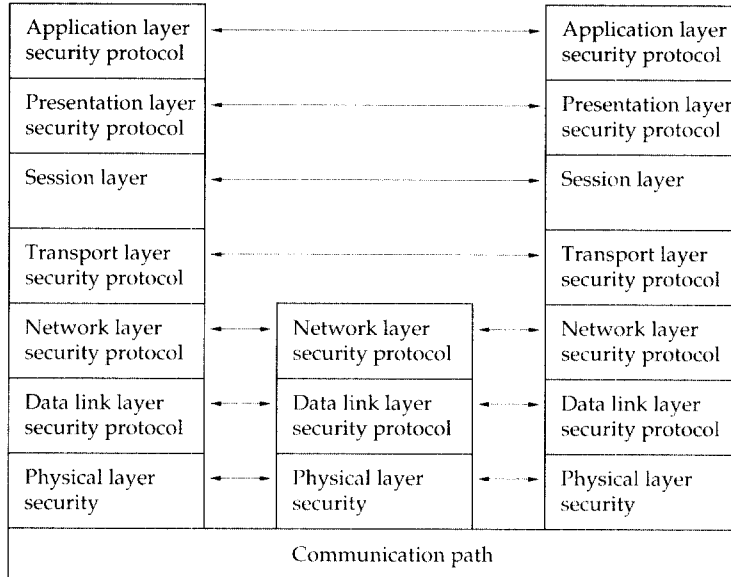 Application layer
security protocol
Application layer
security protocol
Presentation layer
security protocol
Presentation layer
security protocol
Session layer
Session layer
Transport layer
security protocol
Transport layer
security protocol
Network layer
security protocol
Network layer
security protocol
Network layer
security protocol
Data link layer
security protocol
Data link layer
security protocol
Data link layer
security protocol
Physical layer
security
Physical layer
security
Physical layer
security
Communication path